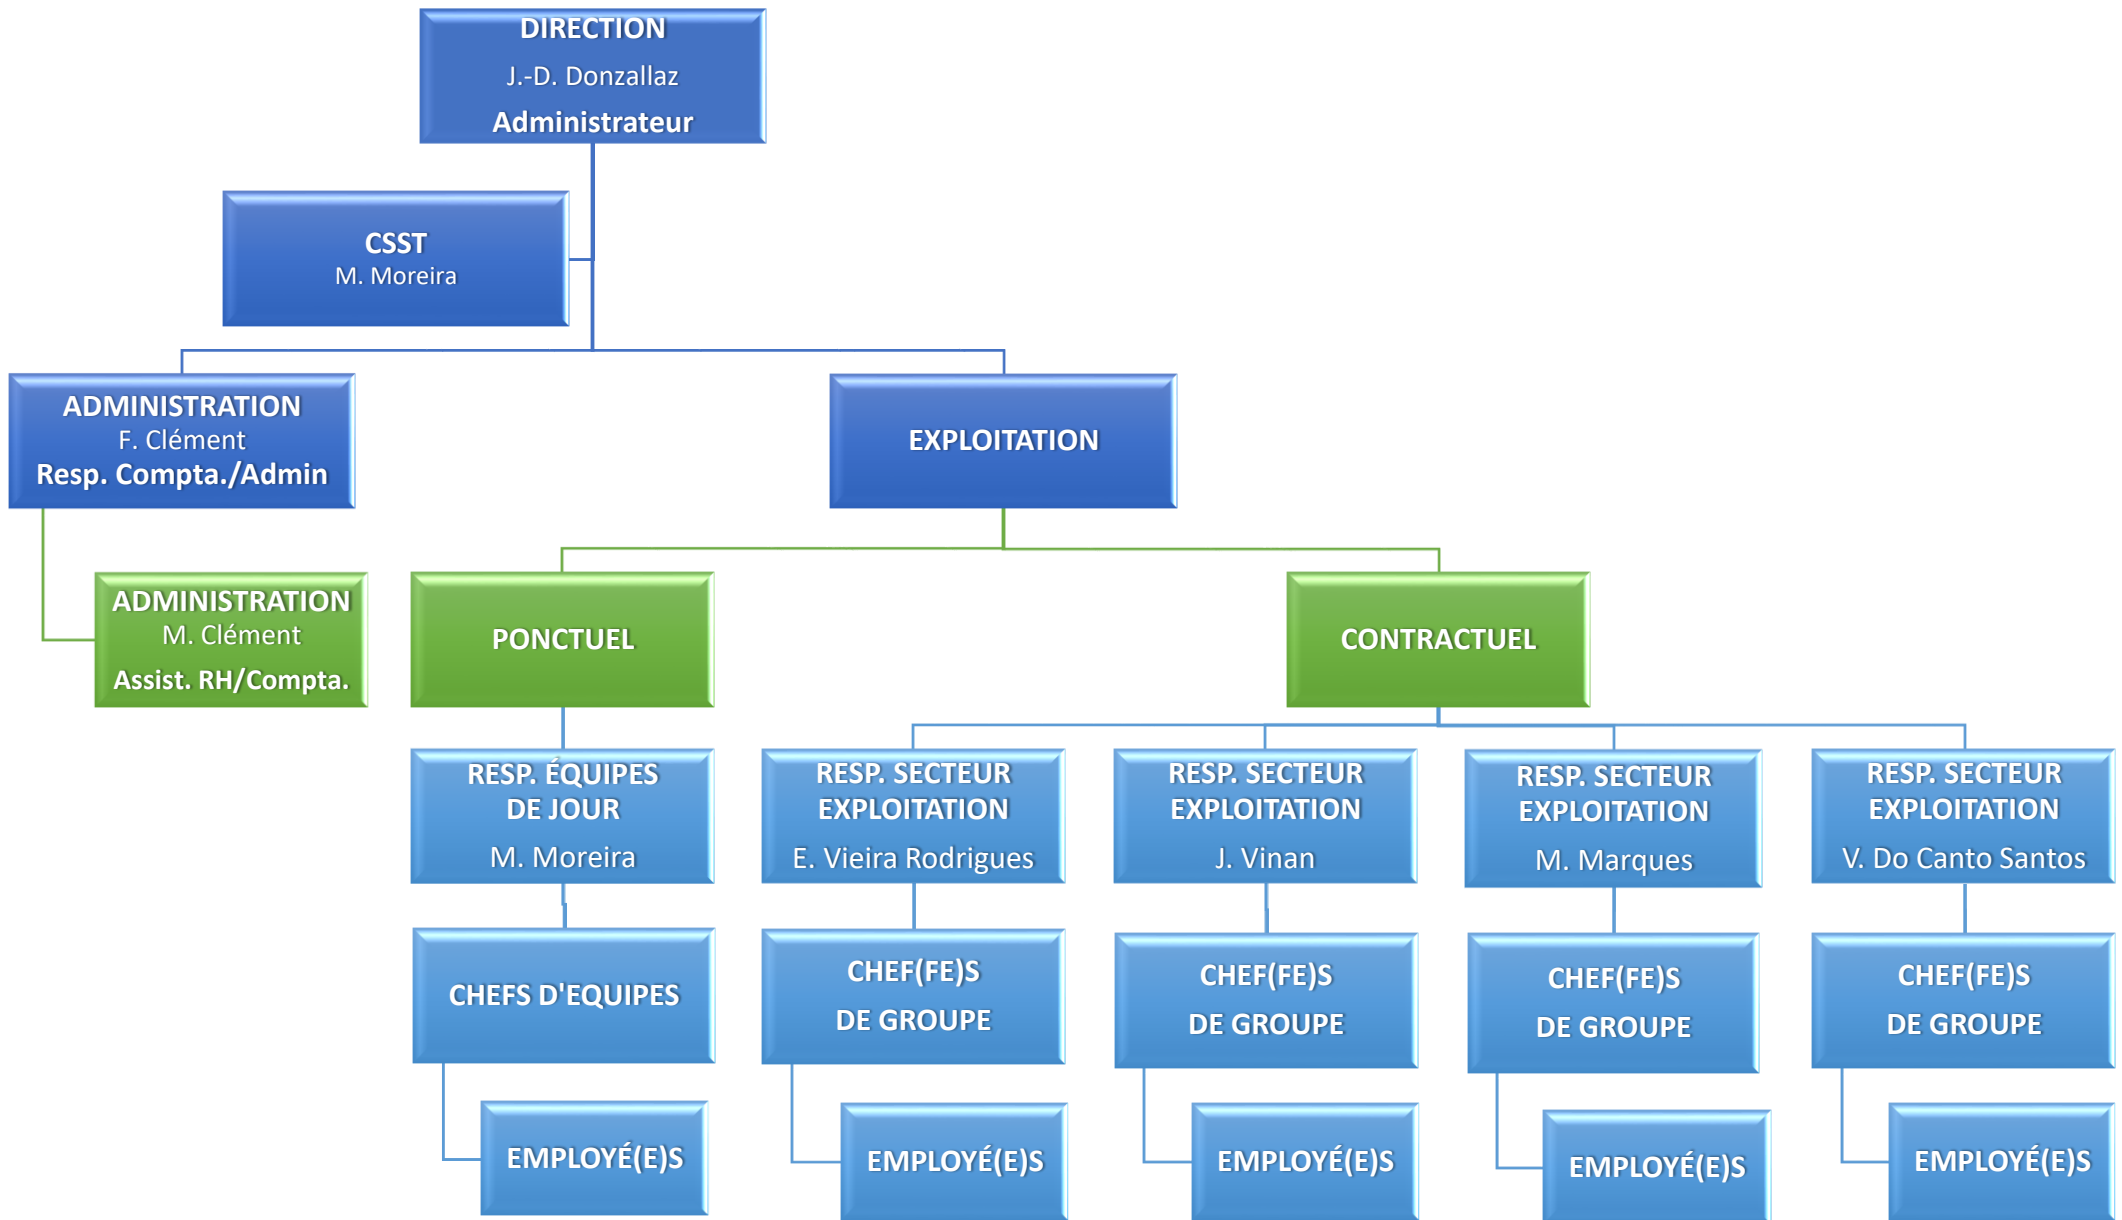 DIRECTION
J.-D. Donzallaz
Administrateur
CSST
M. Moreira
ADMINISTRATION
F. Clément
Resp. Compta./Admin
EXPLOITATION
ADMINISTRATION
M. Clément
Assist. RH/Compta.
PONCTUEL
CONTRACTUEL
RESP. ÉQUIPES
DE JOUR
M. Moreira
RESP. SECTEUR
EXPLOITATION
E. Vieira Rodrigues
RESP. SECTEUR
EXPLOITATION
J. Vinan
RESP. SECTEUR
EXPLOITATION
M. Marques
RESP. SECTEUR
EXPLOITATION
V. Do Canto Santos
CHEFS D'EQUIPES
CHEF(FE)S
DE GROUPE
CHEF(FE)S
DE GROUPE
CHEF(FE)S
DE GROUPE
CHEF(FE)S
DE GROUPE
EMPLOYÉ(E)S
EMPLOYÉ(E)S
EMPLOYÉ(E)S
EMPLOYÉ(E)S
EMPLOYÉ(E)S